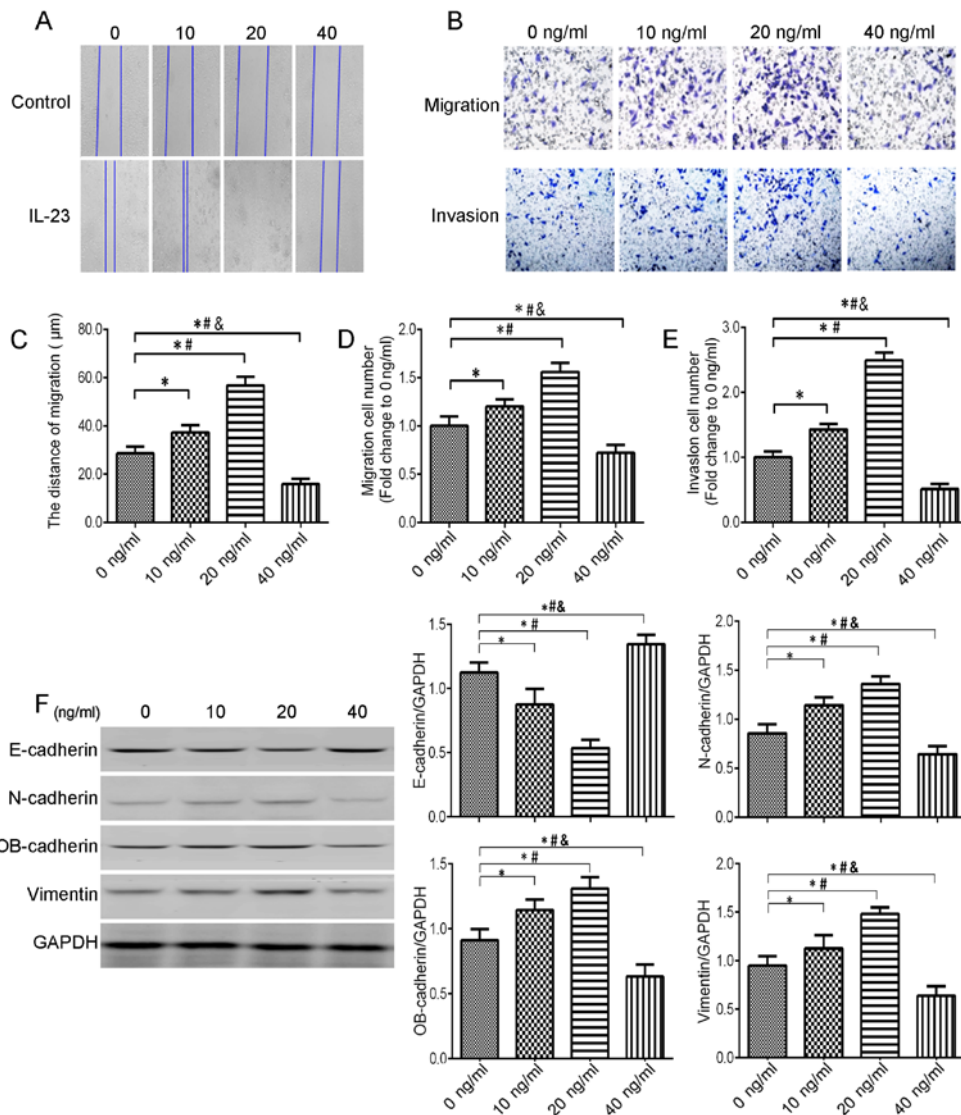 A
0 10 20 40
Control
IL-23
B
0 ng/ml 10 ng/ml 20 ng/ml 40 ng/ml
Migration
Invasion
C
The distance of migration ( μm)
80.0
60.0
40.0
20.0
0.0
*
*#
*#&
0 ng/ml
10 ng/ml
20 ng/ml
40 ng/ml
D
Migration cell number
(Fold change to 0 ng/ml)
2.0
1.5
1.0
0.5
0.0
*
*#
*#&
0 ng/ml
10 ng/ml
20 ng/ml
40 ng/ml
E
Invasion cell number
(Fold change to 0 ng/ml)
3.0
2.0
1.0
0.0
*
*#
*#&
0 ng/ml
10 ng/ml
20 ng/ml
40 ng/ml
F (ng/ml) 0 10 20 40
E-cadherin
N-cadherin
OB-cadherin
Vimentin
GAPDH
E-cadherin/GAPDH
1.5
1.0
0.5
0.0
*
*#
*#&
N-cadherin/GAPDH
2.0
1.5
1.0
0.5
0.0
*
*#
*#&
OB-cadherin/GAPDH
1.5
1.0
0.5
0.0
*
*#
*#&
0 ng/ml
10 ng/ml
20 ng/ml
40 ng/ml
Vimentin/GAPDH
2.0
1.5
1.0
0.5
0.0
*
*#
*#&
0 ng/ml
10 ng/ml
20 ng/ml
40 ng/ml